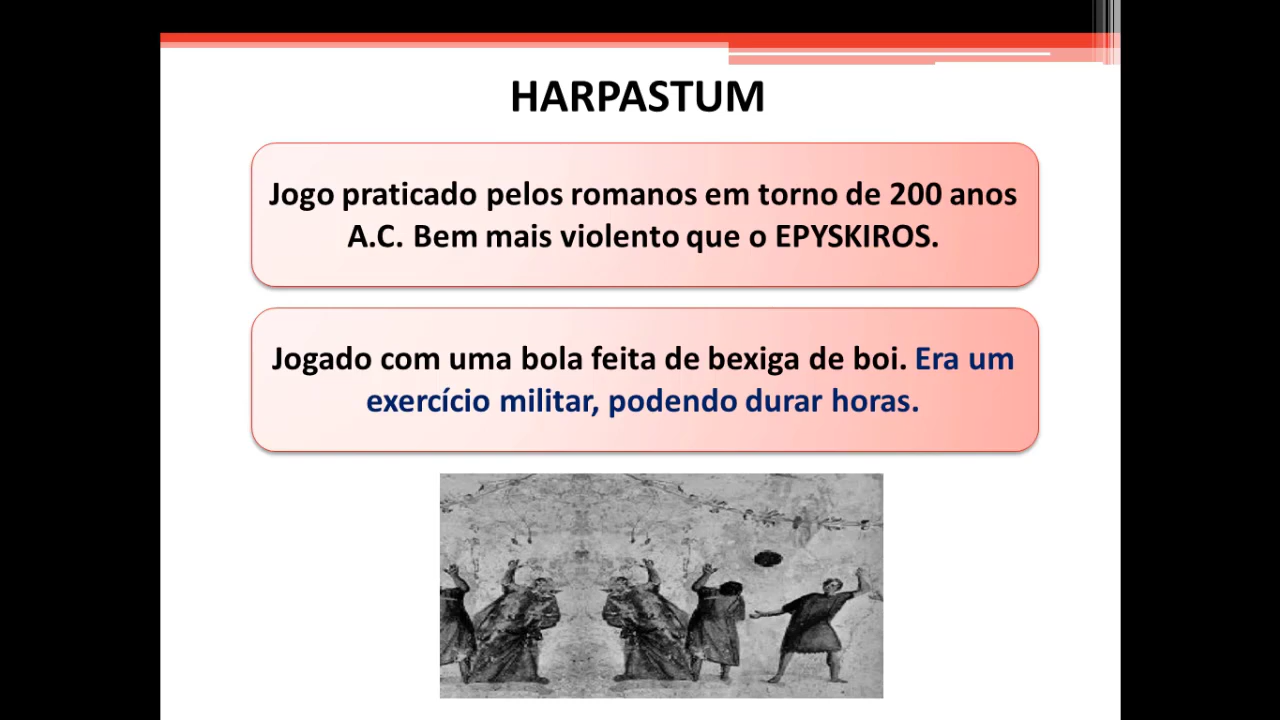 HARPASTUM
Jogo praticado pelos romanos em torno de 200 anos
A.C. Bem mais violento que o EPYSKIROS.
Jogado com uma bola feita de bexiga de boi. Era um
exercício militar, podendo durar horas.